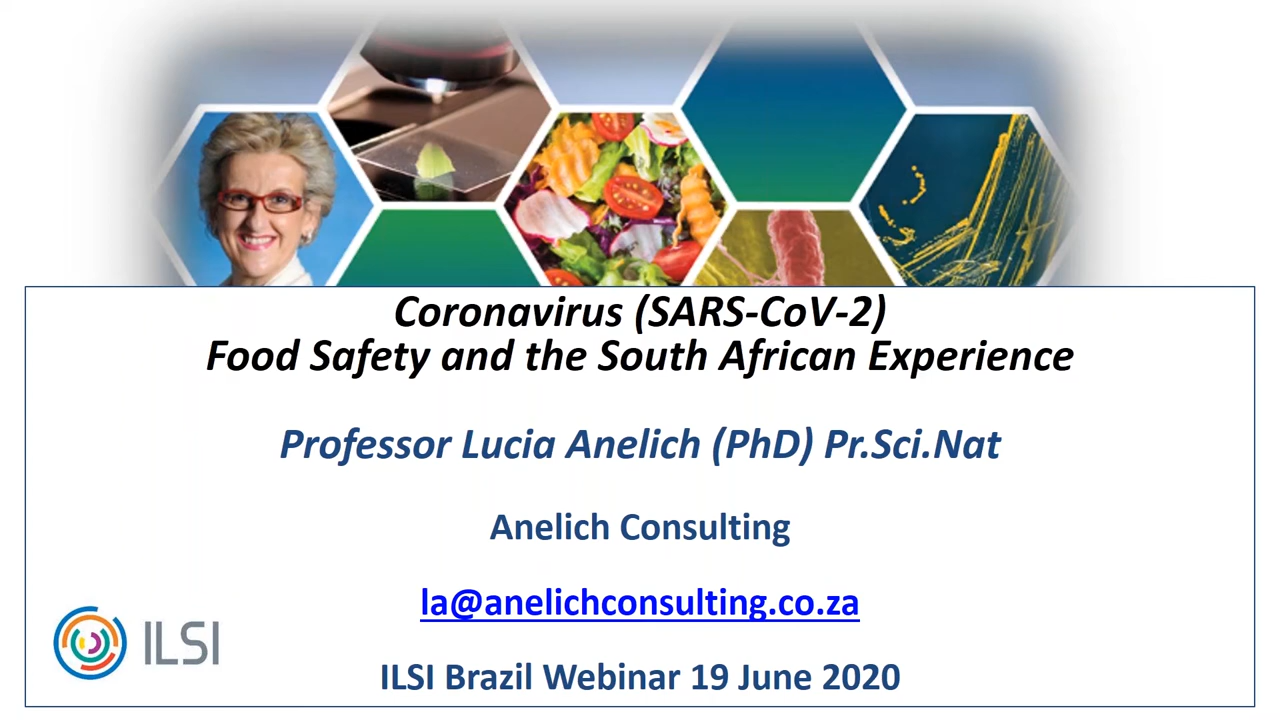 Coronavirus (SARS-CoV-2)
Food Safety and the South African Experience
Professor Lucia Anelich (PhD) Pr.Sci.Nat
Anelich Consulting
la@anelichconsulting.co.za
ILSI
ILSI Brazil Webinar 19 June 2020